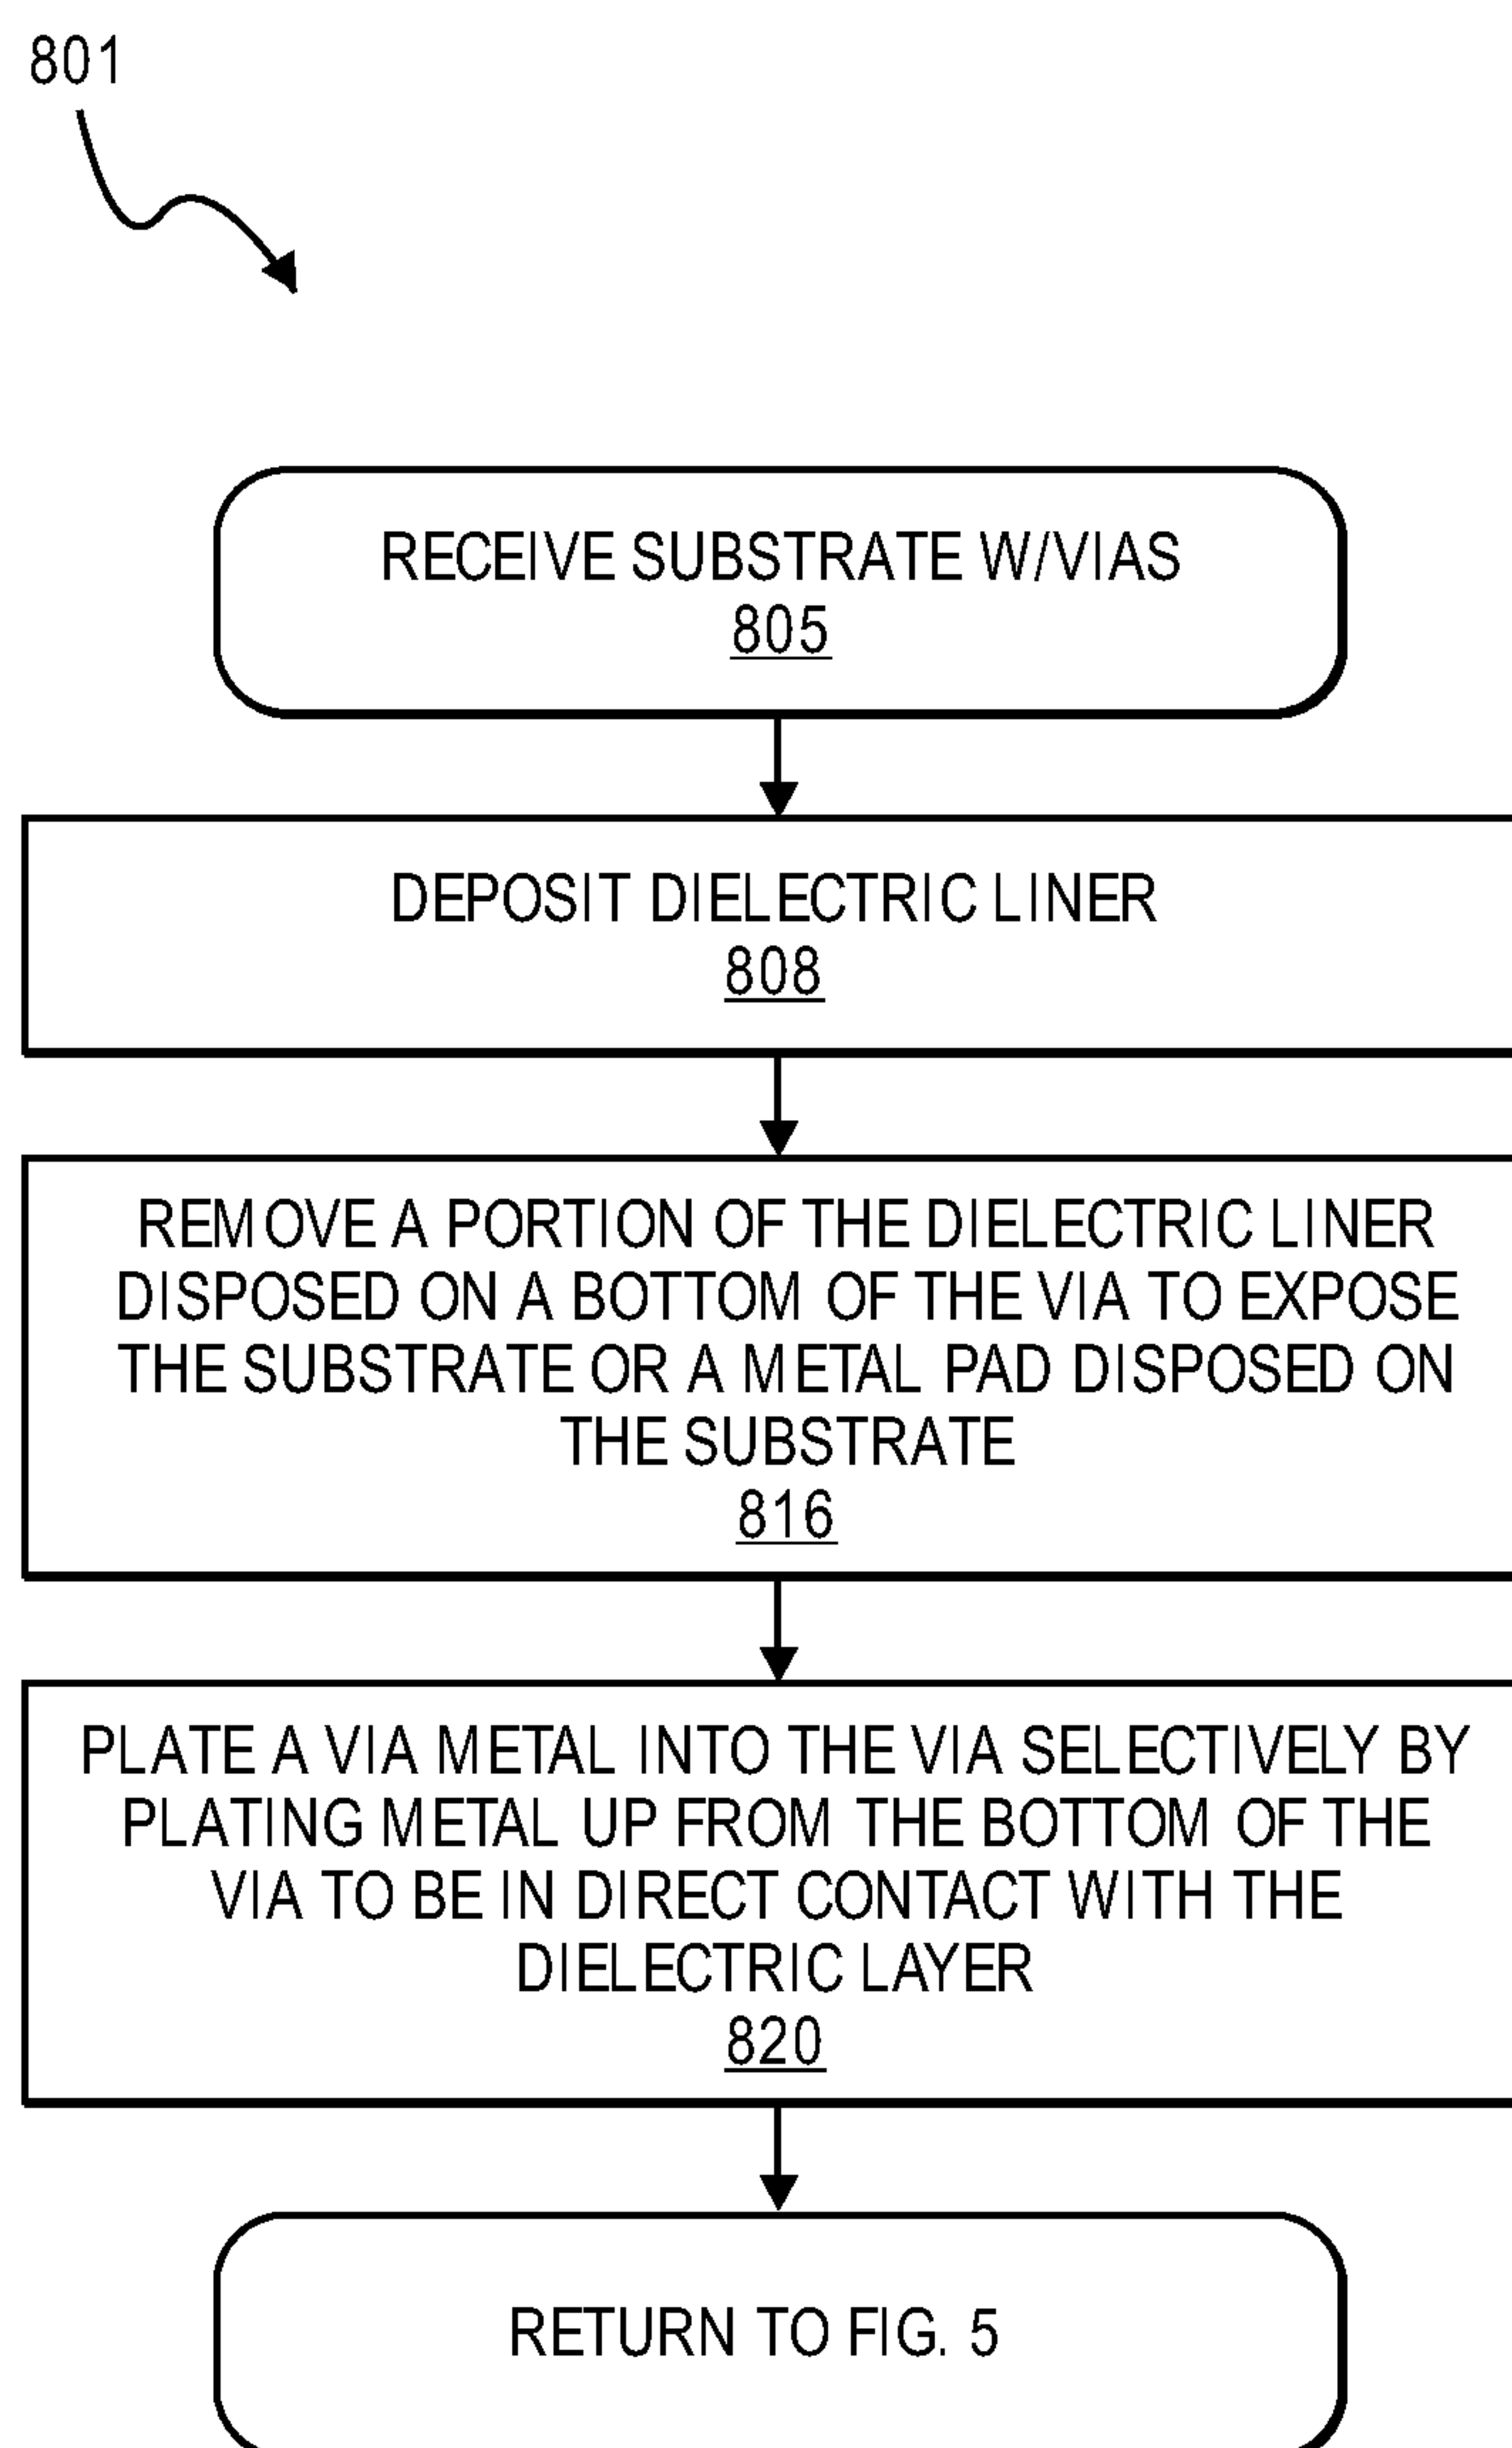 801
RECEIVE SUBSTRATE W/VIAS
805
DEPOSIT DIELECTRIC LINER
808
REMOVE A PORTION OF THE DIELECTRIC LINER
DISPOSED ON A BOTTOM OF THE VIA TO EXPOSE
THE SUBSTRATE OR A METAL PAD DISPOSED ON
THE SUBSTRATE
816
PLATE A VIA METAL INTO THE VIA SELECTIVELY BY
PLATING METAL UP FROM THE BOTTOM OF THE
VIA TO BE IN DIRECT CONTACT WITH THE
DIELECTRIC LAYER
820
RETURN TO FIG. 5